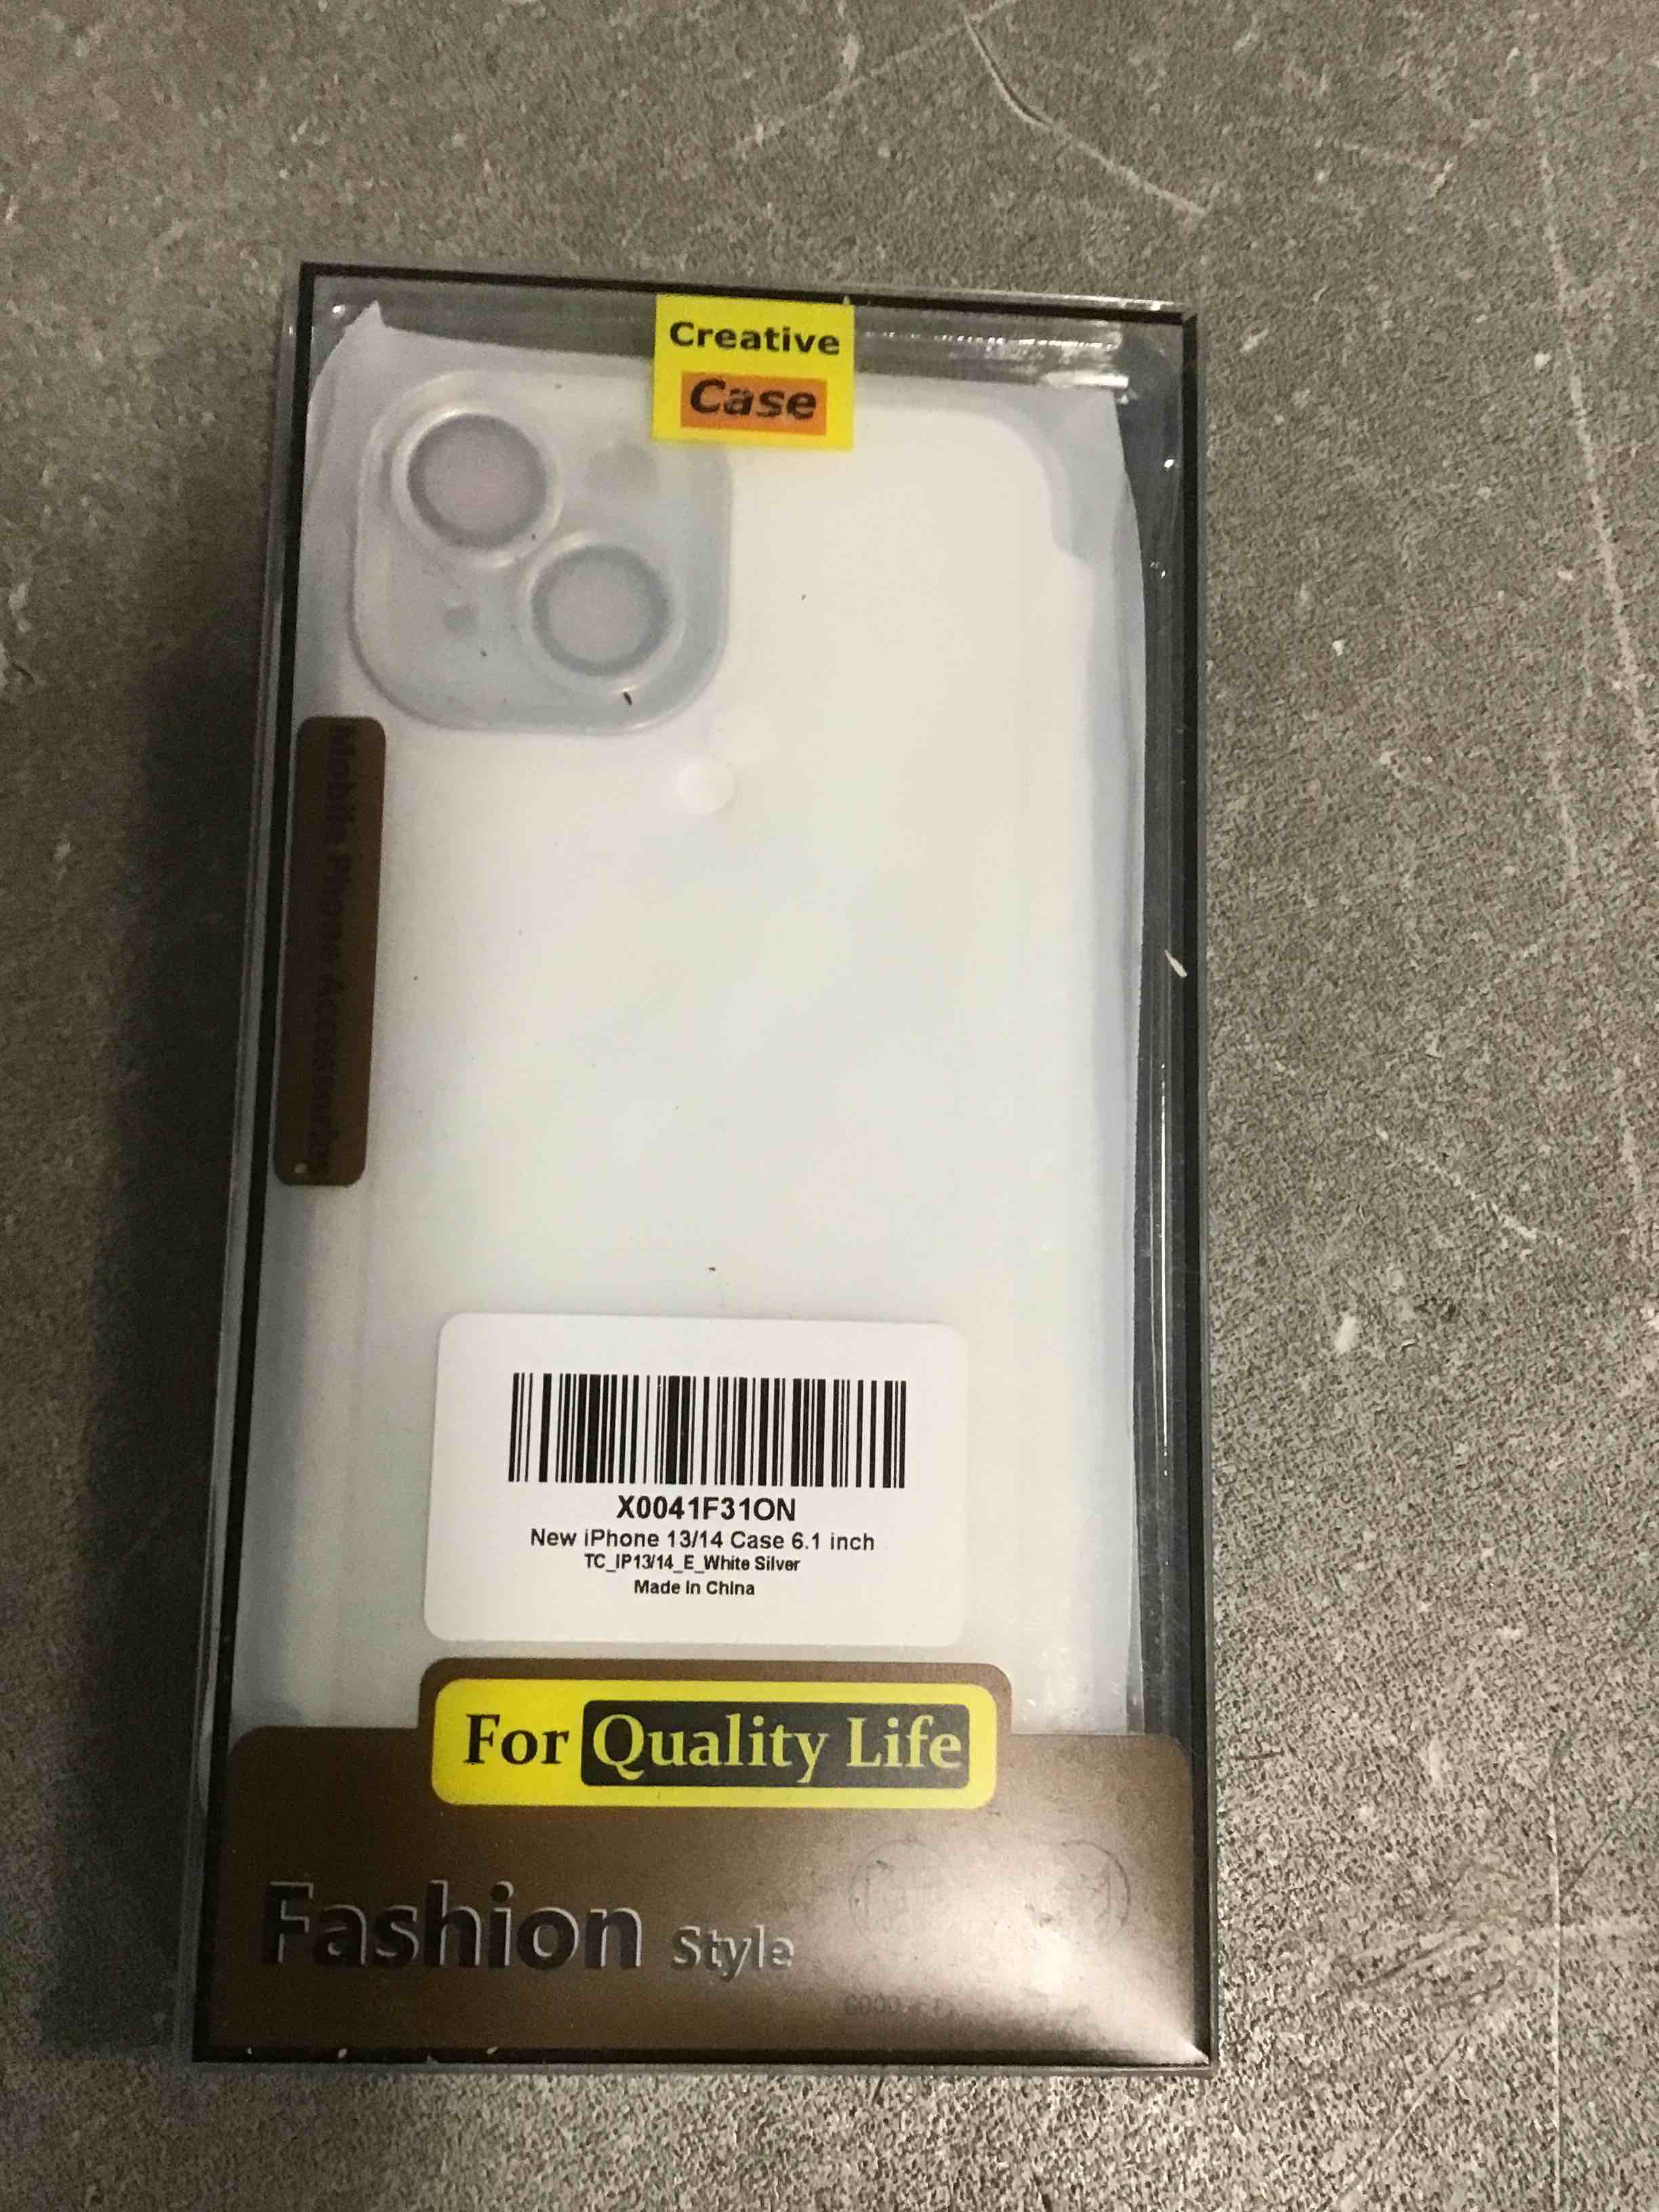 Creative
Case
Mobile Phone Accessories
X0041F31ON
New iPhone 13/14 Case 6.1 inch
TC_IP13/14_E_White Silver
Made In China
For Quality Life
Fashion Style